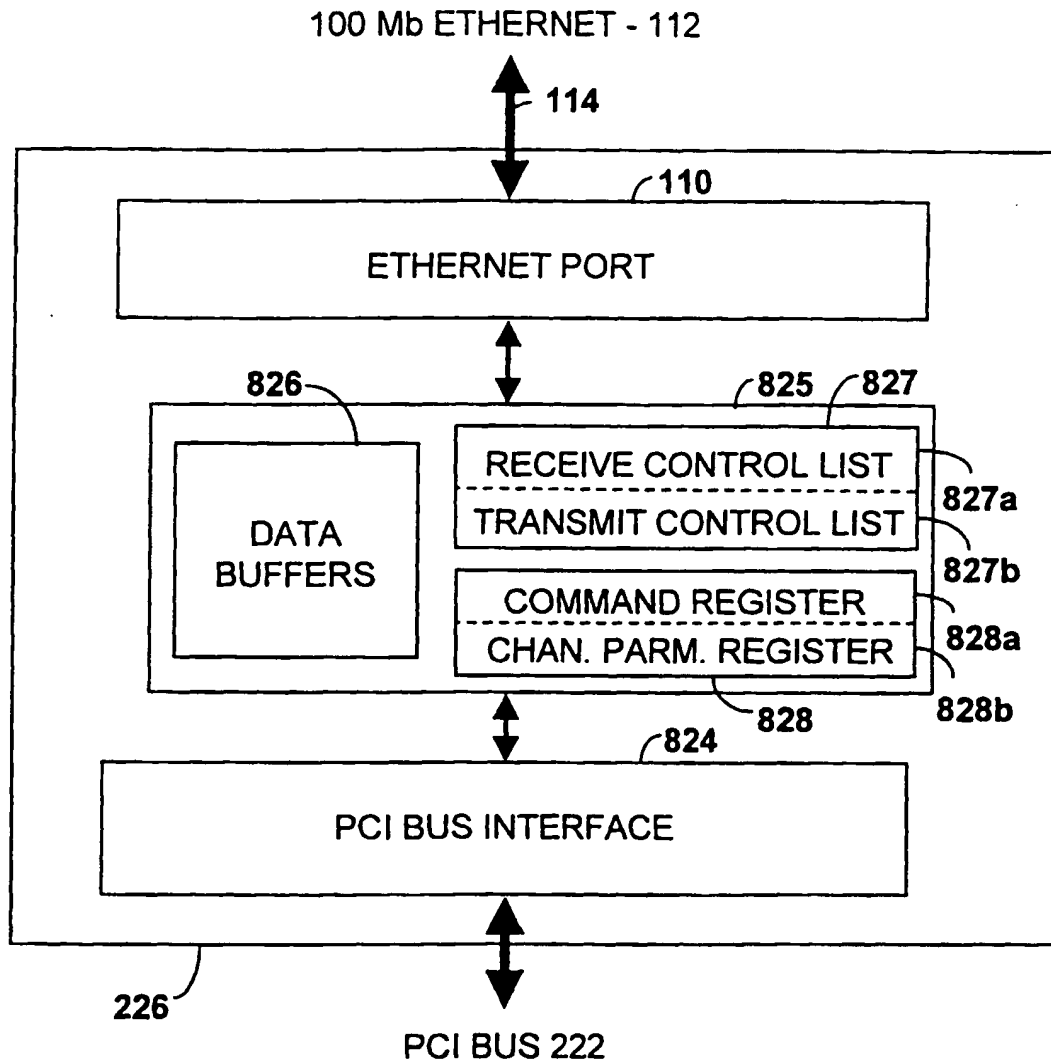 100 Mb ETHERNET - 112
114
110
ETHERNET PORT
826
825
827
DATA
BUFFERS
RECEIVE CONTROL LIST
827a
TRANSMIT CONTROL LIST
827b
COMMAND REGISTER
828a
CHAN. PARM. REGISTER
828b
828
824
PCI BUS INTERFACE
226
PCI BUS 222